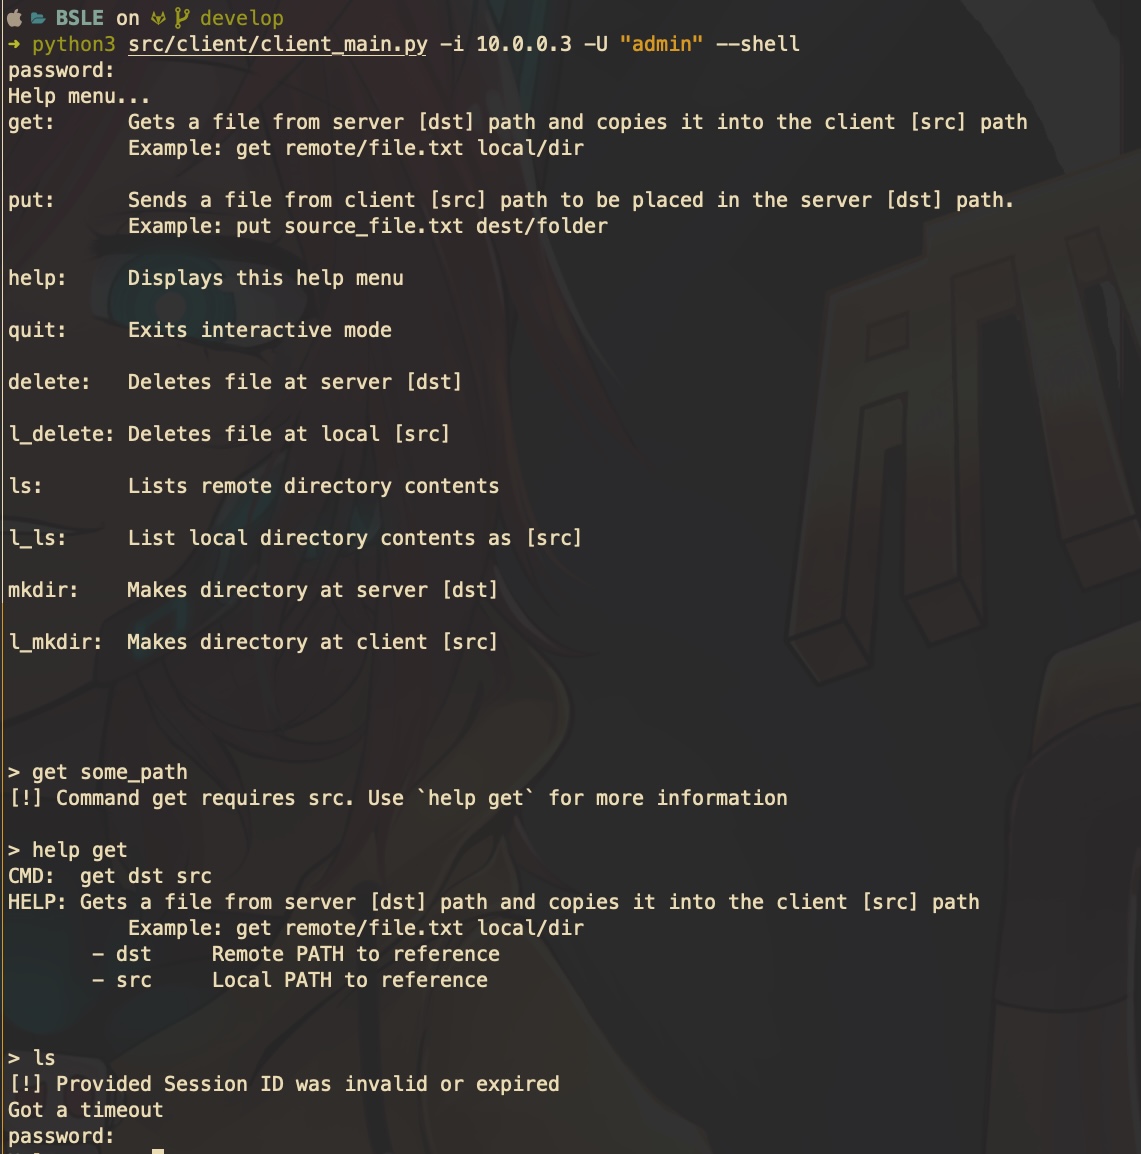 BSLE on develop
→ python3 src/client/client_main.py -i 10.0.0.3 -U "admin" --shell
password:
Help menu...
get:      Gets a file from server [dst] path and copies it into the client [src] path
          Example: get remote/file.txt local/dir
put:      Sends a file from client [src] path to be placed in the server [dst] path.
          Example: put source_file.txt dest/folder
help:     Displays this help menu
quit:     Exits interactive mode
delete:   Deletes file at server [dst]
l_delete: Deletes file at local [src]
ls:       Lists remote directory contents
l_ls:     List local directory contents as [src]
mkdir:    Makes directory at server [dst]
l_mkdir:  Makes directory at client [src]
> get some_path
[!] Command get requires src. Use `help get` for more information
> help get
CMD:  get dst src
HELP: Gets a file from server [dst] path and copies it into the client [src] path
          Example: get remote/file.txt local/dir
       - dst     Remote PATH to reference
       - src     Local PATH to reference
> ls
[!] Provided Session ID was invalid or expired
Got a timeout
password: